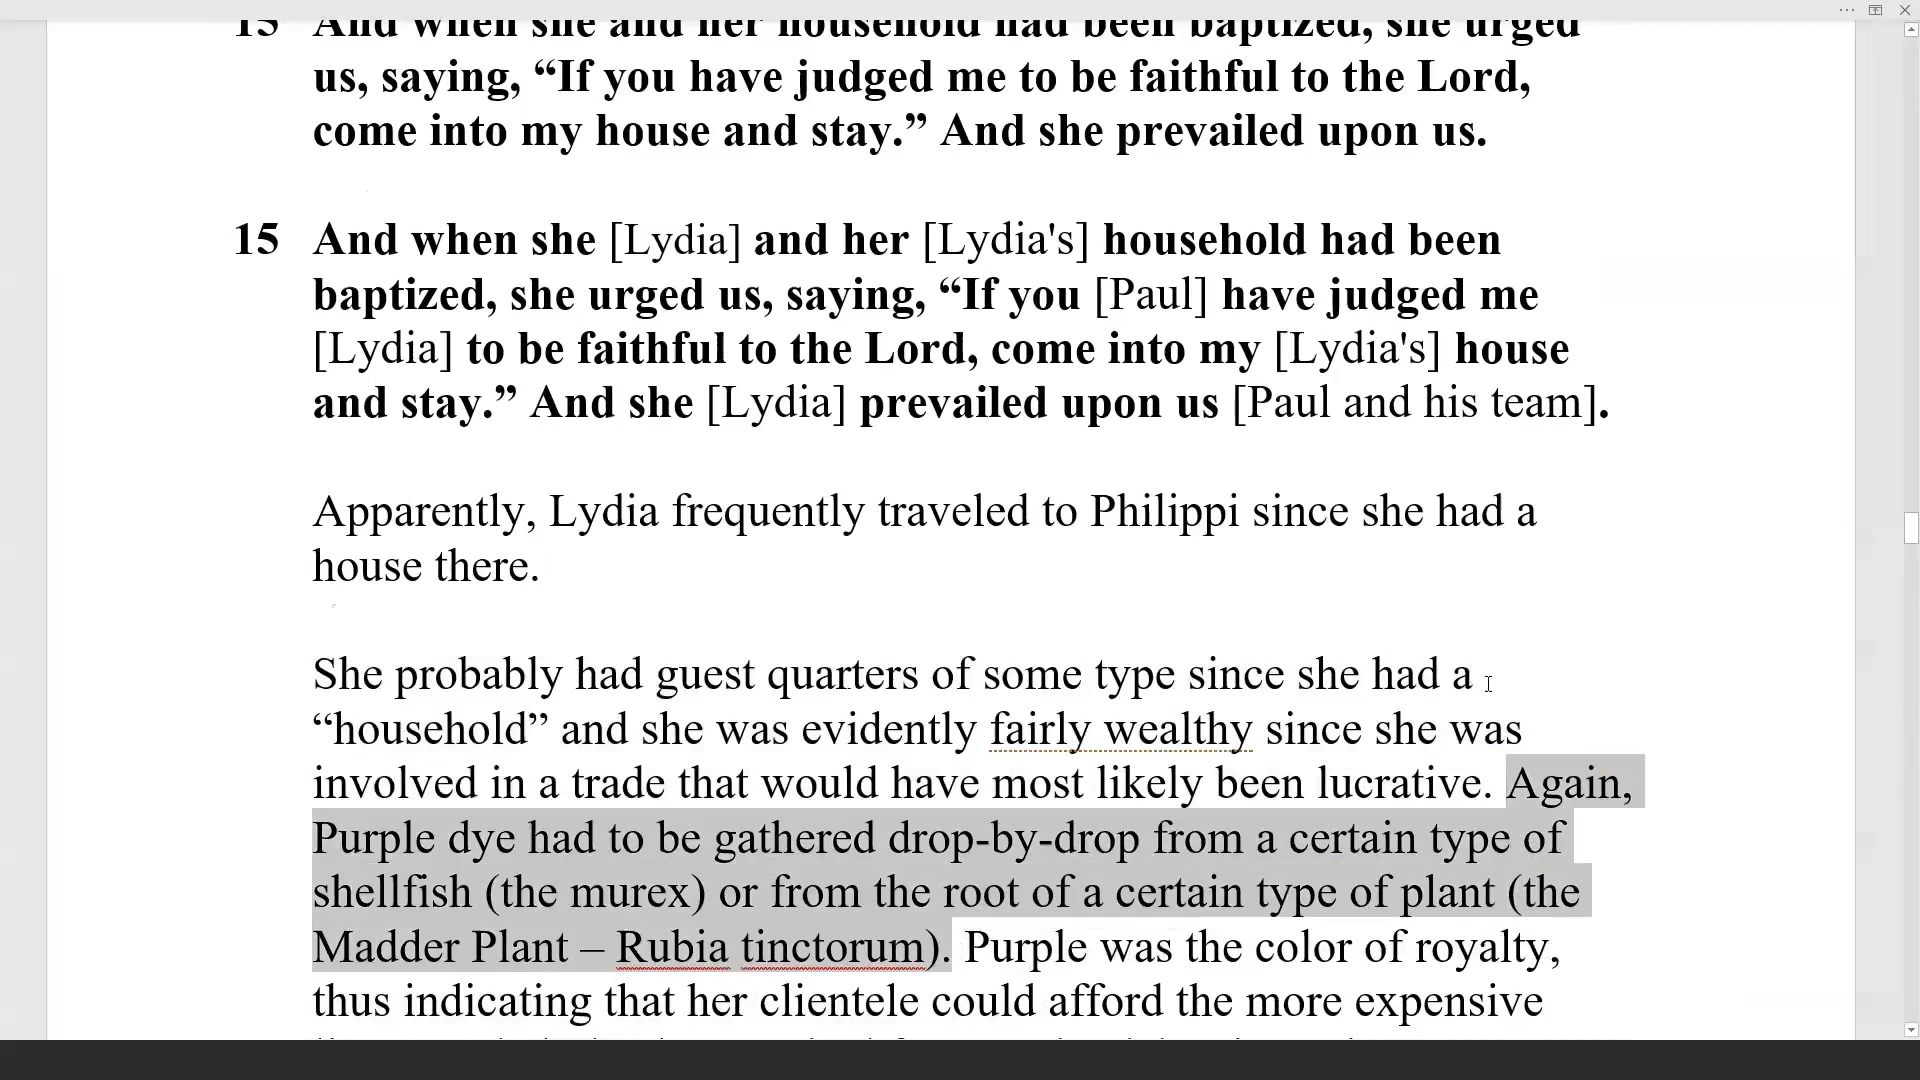 15 And when she and her household had been baptized, she urged
us, saying, “If you have judged me to be faithful to the Lord,
come into my house and stay.” And she prevailed upon us.
15 And when she [Lydia] and her [Lydia's] household had been
baptized, she urged us, saying, “If you [Paul] have judged me
[Lydia] to be faithful to the Lord, come into my [Lydia's] house
and stay.” And she [Lydia] prevailed upon us [Paul and his team].
Apparently, Lydia frequently traveled to Philippi since she had a
house there.
She probably had guest quarters of some type since she had a
“household” and she was evidently fairly wealthy since she was
involved in a trade that would have most likely been lucrative. Again,
Purple dye had to be gathered drop-by-drop from a certain type of
shellfish (the murex) or from the root of a certain type of plant (the
Madder Plant – Rubia tinctorum). Purple was the color of royalty,
thus indicating that her clientele could afford the more expensive